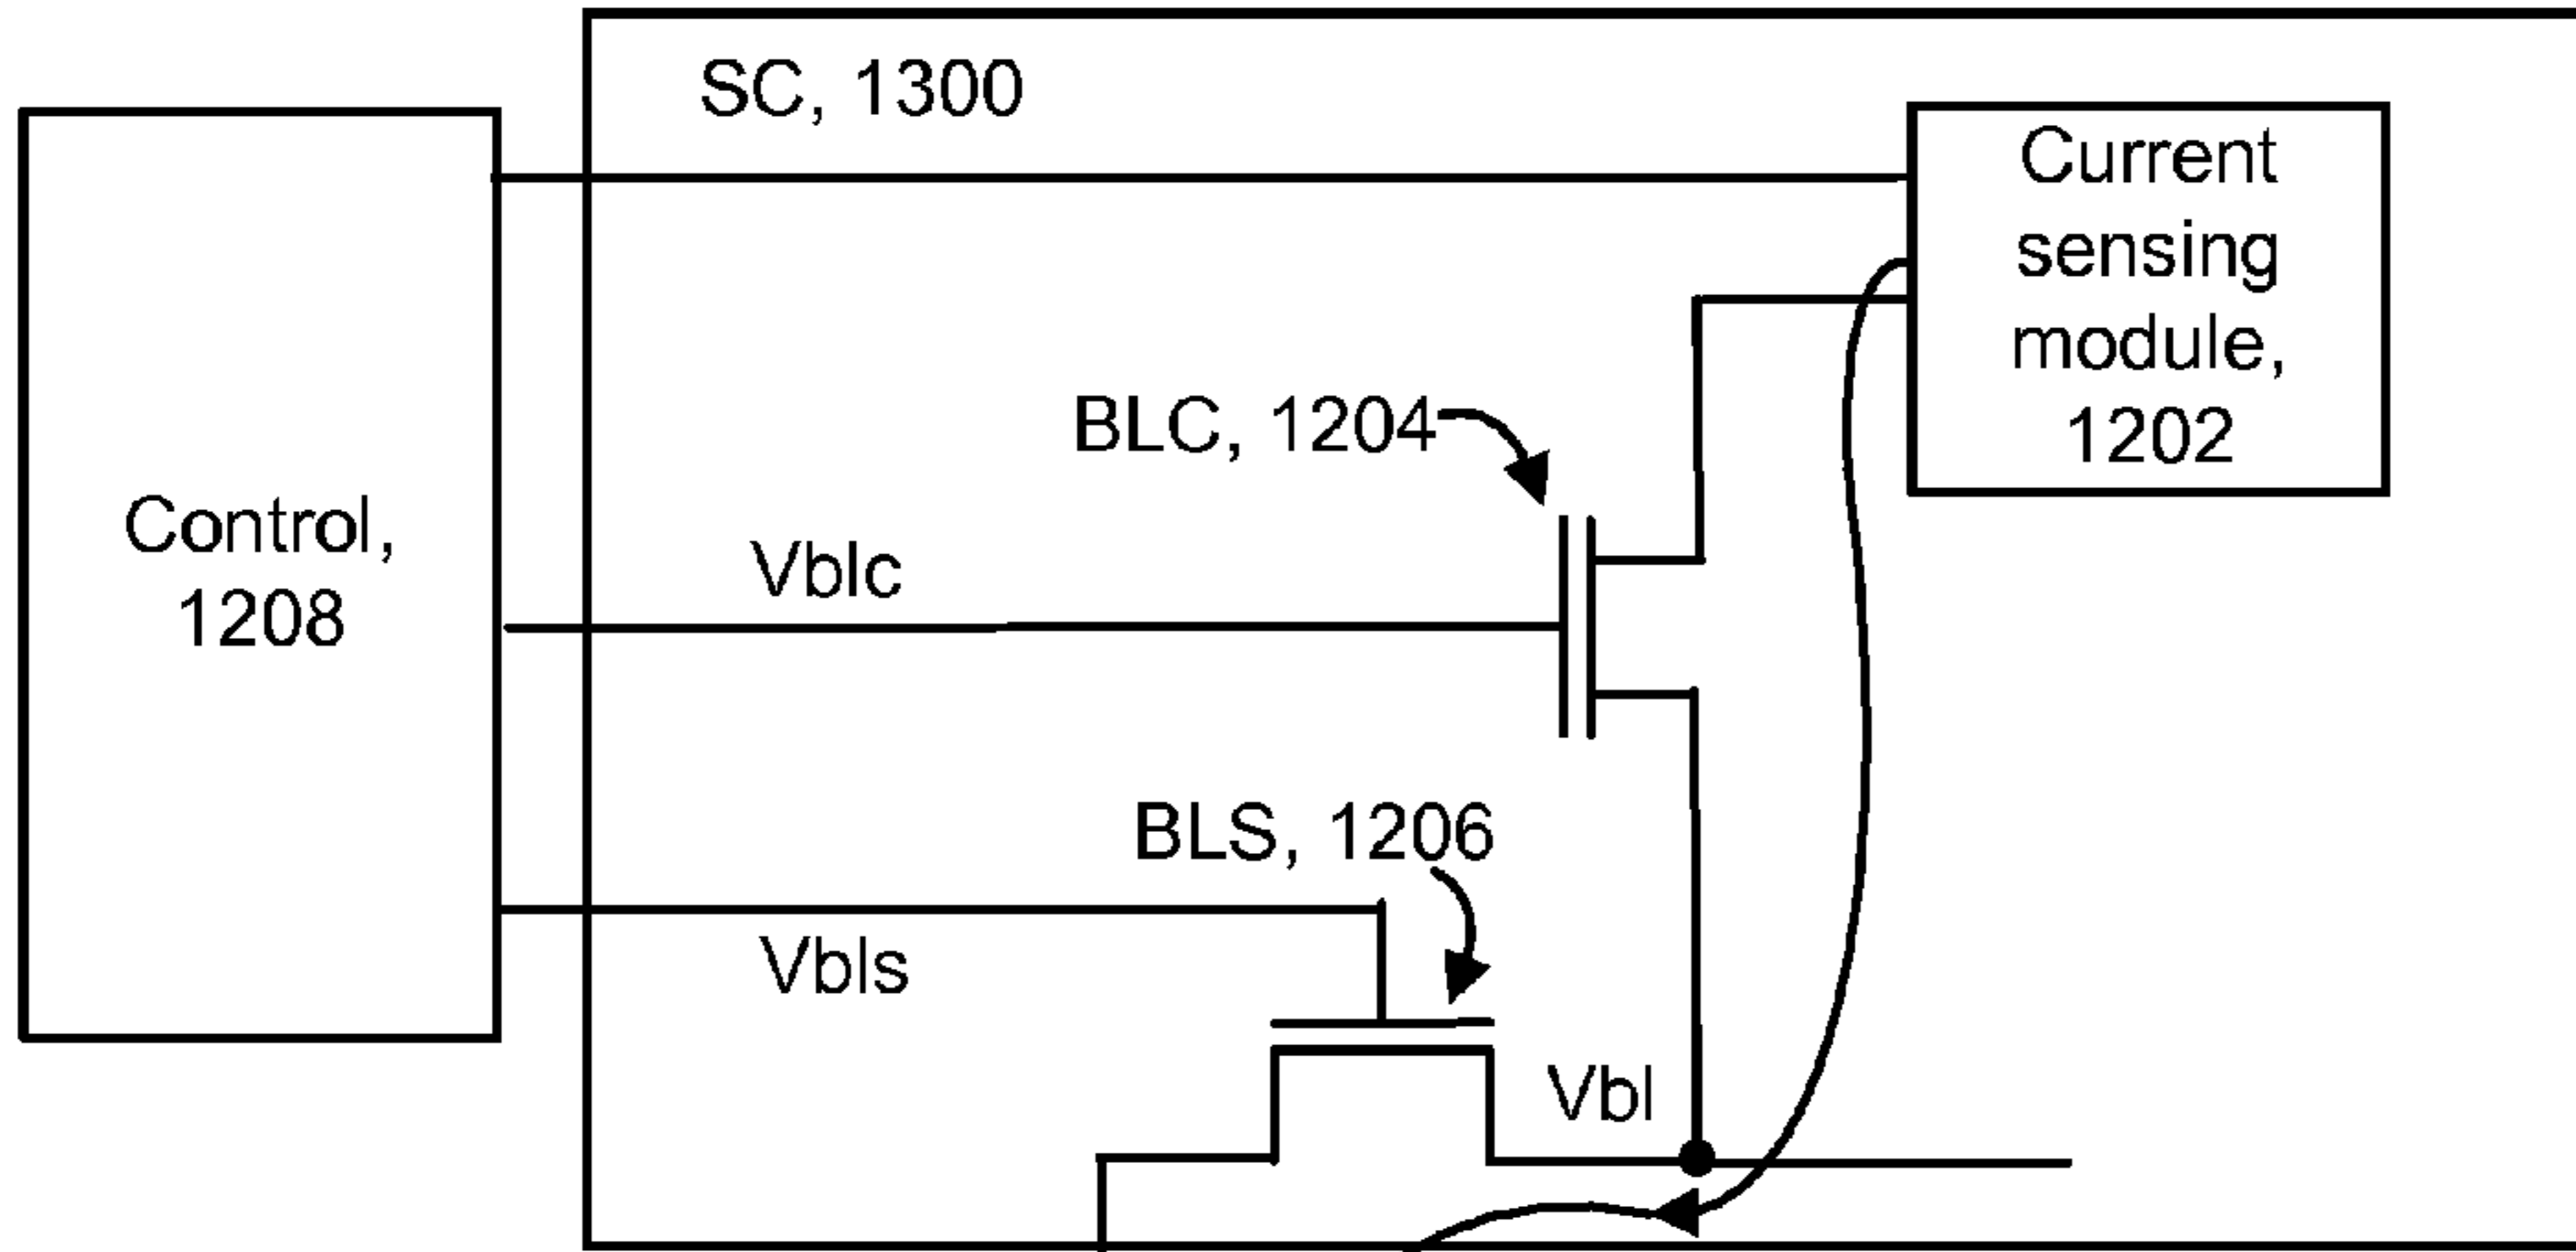 SC, 1300
Current
sensing
module,
1202
BLC, 1204
Control,
1208
Vblc
BLS, 1206
Vbls
Vbl